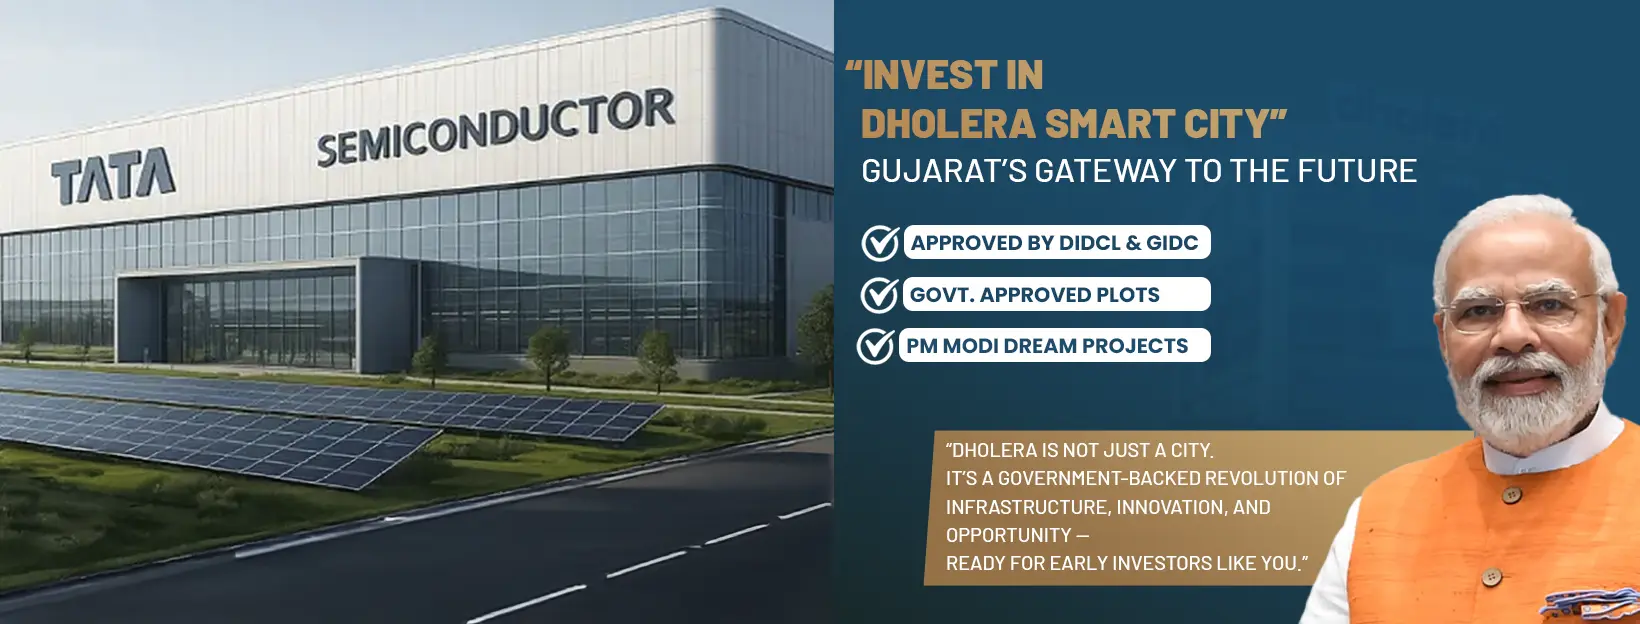 TATA
SEMICONDUCTOR
“INVEST IN
DHOLERA SMART CITY”
GUJARAT’S GATEWAY TO THE FUTURE
APPROVED BY DIDCL & GIDC
GOVT. APPROVED PLOTS
PM MODI DREAM PROJECTS
“DHOLERA IS NOT JUST A CITY.
IT’S A GOVERNMENT-BACKED REVOLUTION OF
INFRASTRUCTURE, INNOVATION, AND
OPPORTUNITY —
READY FOR EARLY INVESTORS LIKE YOU.”